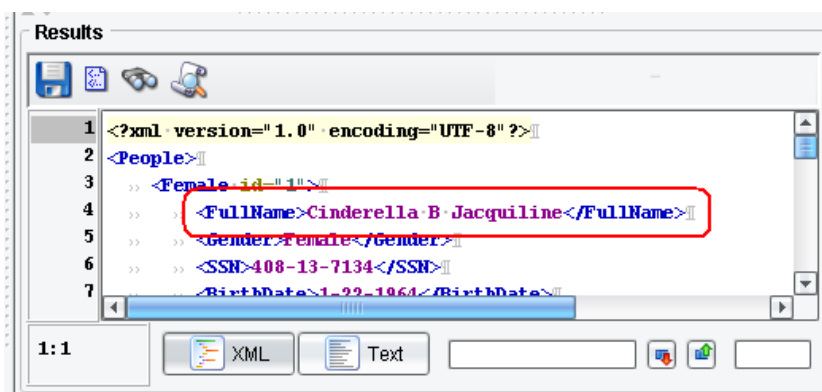 Results
1 <?xml version="1.0" encoding="UTF-8"?>
2 <People>
3 <Female id="1">
4 <FullName>Cinderella B Jacquiline</FullName>
5 <Gender>Female</Gender>
6 <SSN>408-13-7134</SSN>
7 <BirthDate>1-22-1964</BirthDate>
1:1 XML Text